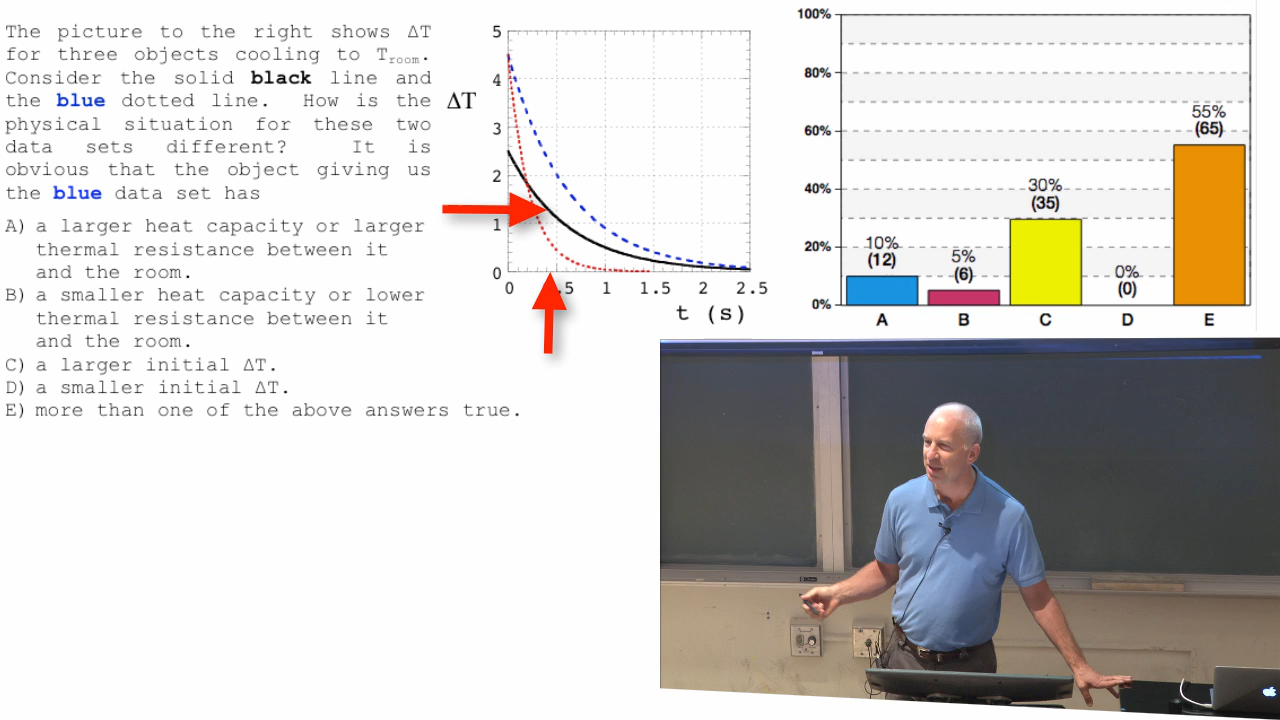 The picture to the right shows ΔT
for three objects cooling to Troom.
Consider the solid black line and
the blue dotted line. How is the
physical situation for these two
data sets different? It is
obvious that the object giving us
the blue data set has
A) a larger heat capacity or larger
thermal resistance between it
and the room.
B) a smaller heat capacity or lower
thermal resistance between it
and the room.
C) a larger initial ΔT.
D) a smaller initial ΔT.
E) more than one of the above answers true.
5
4
ΔT
3
2
1
0
0 .5 1 1.5 2 2.5
t (s)
100%
80%
60%
40%
20%
0%
10%
(12)
5%
(6)
30%
(35)
0%
(0)
55%
(65)
A B C D E